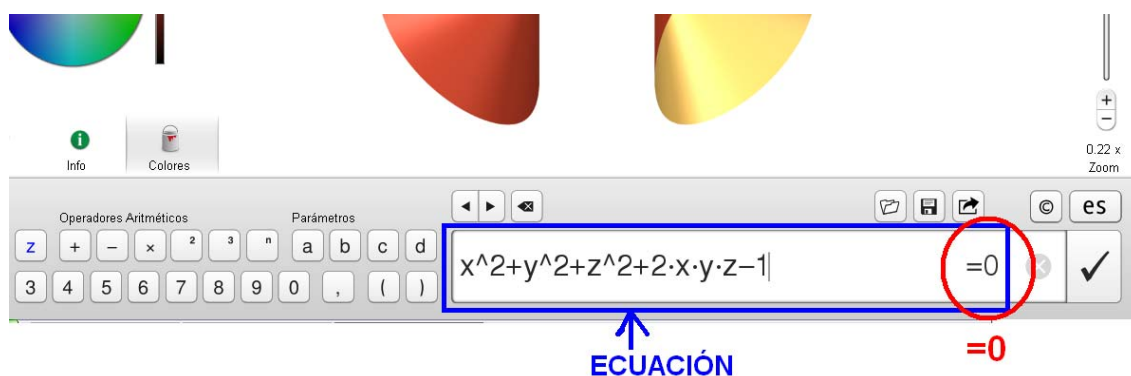 i
Info
Colores
+
−
0.22 x
Zoom
Operadores Aritméticos
Parámetros
© es
z + − × 2 3 n a b c d
3 4 5 6 7 8 9 0 , ( )
x^2+y^2+z^2+2·x·y·z−1 =0
ECUACIÓN
=0